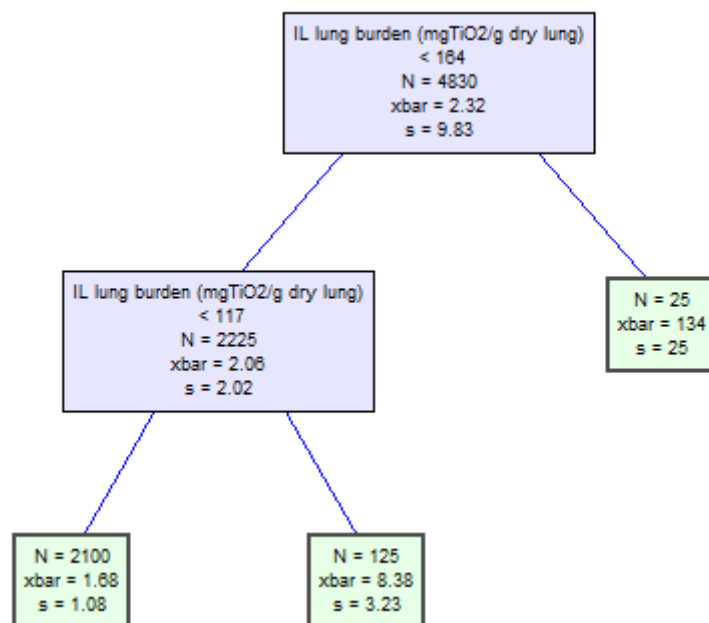 IL lung burden (mgTiO2/g dry lung)
< 164
N = 4830
xbar = 2.32
s = 9.83
IL lung burden (mgTiO2/g dry lung)
< 117
N = 2225
xbar = 2.06
s = 2.02
N = 25
xbar = 134
s = 25
N = 2100
xbar = 1.68
s = 1.08
N = 125
xbar = 8.38
s = 3.23